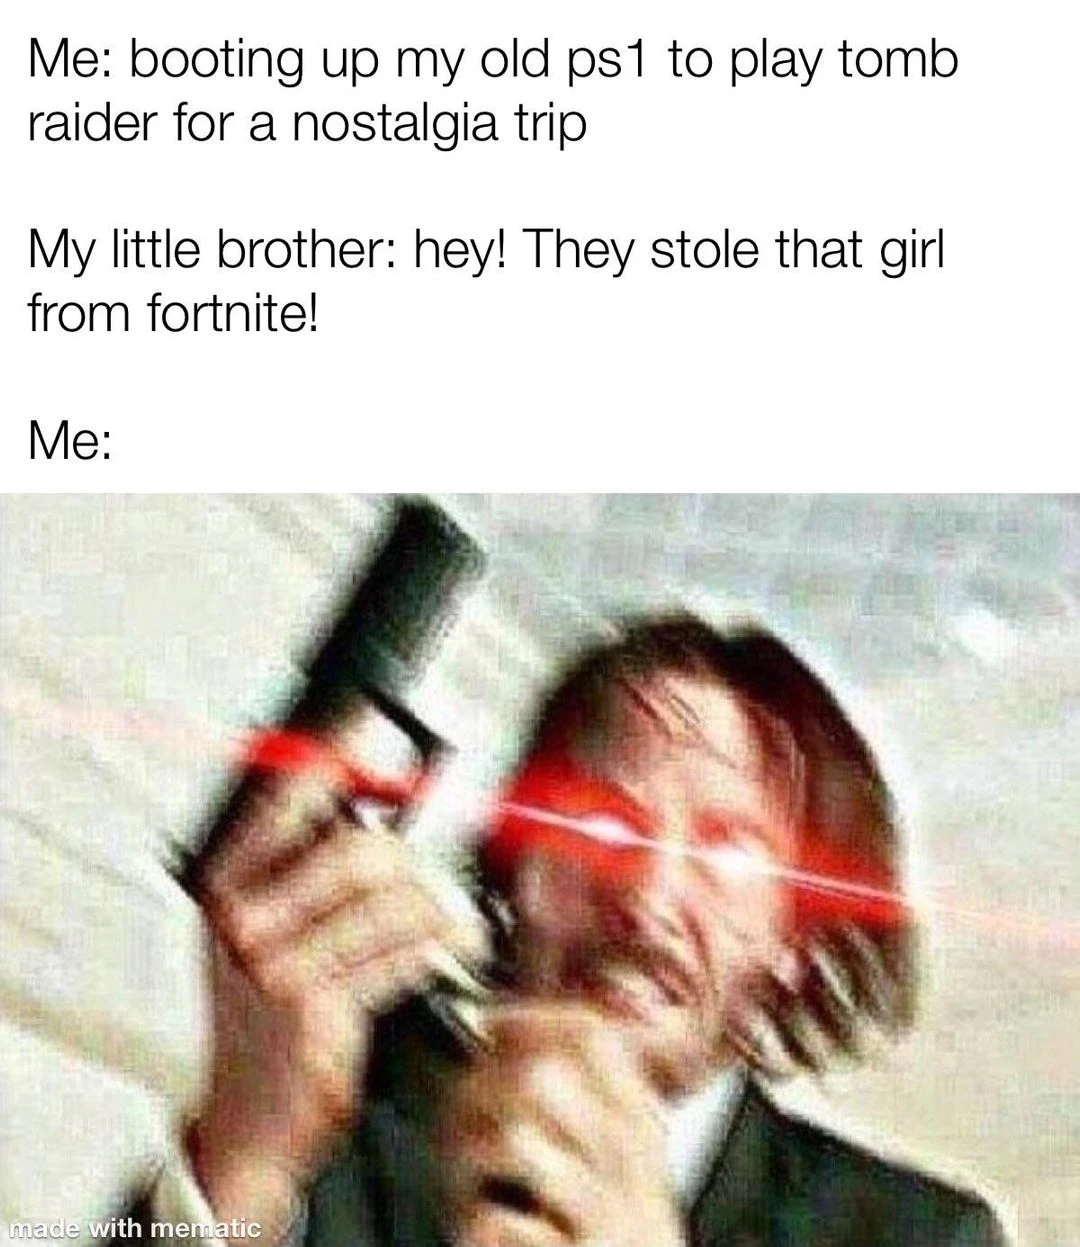 Me: booting up my old ps1 to play tomb
raider for a nostalgia trip
My little brother: hey! They stole that girl
from fortnite!
Me:
made with mematic